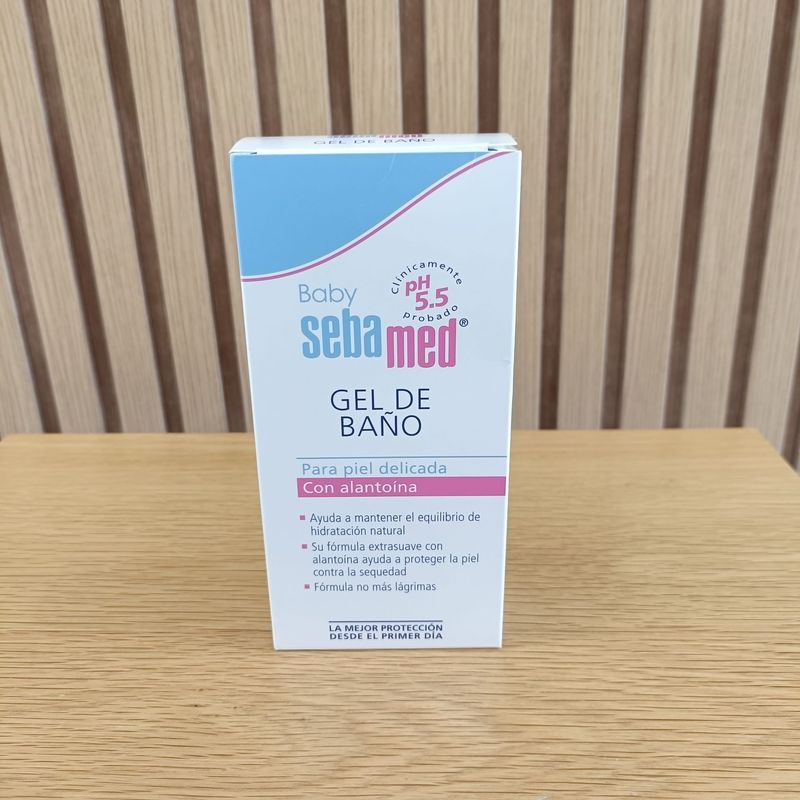 sebamed
GEL DE BAÑO
Baby
Clínicamente
pH
5.5
probado
sebamed®
GEL DE
BAÑO
Para piel delicada
Con alantoína
Ayuda a mantener el equilibrio de
hidratación natural
Su fórmula extrasuave con
alantoína ayuda a proteger la piel
contra la sequedad
Fórmula no más lágrimas
LA MEJOR PROTECCIÓN
DESDE EL PRIMER DÍA